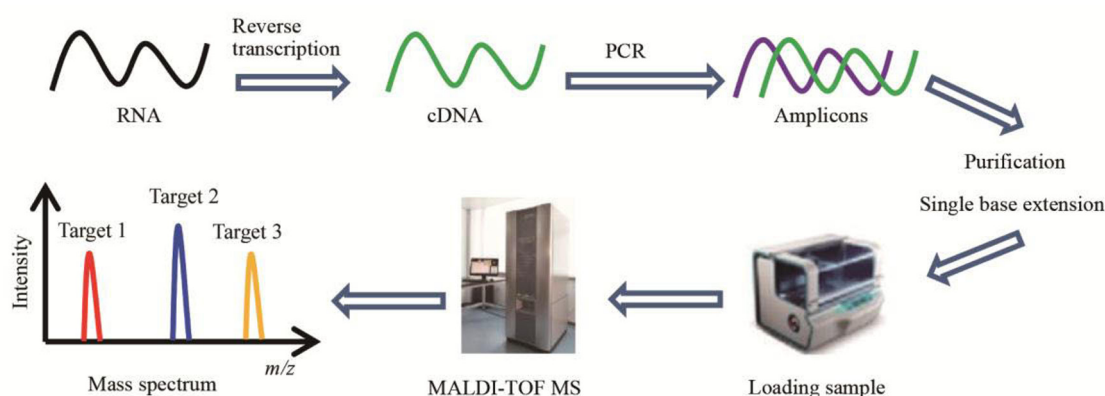 Reverse
transcription
PCR
RNA
cDNA
Amplicons
Purification
Single base extension
Intensity
Target 1
Target 2
Target 3
m/z
Mass spectrum
MALDI-TOF MS
Loading sample